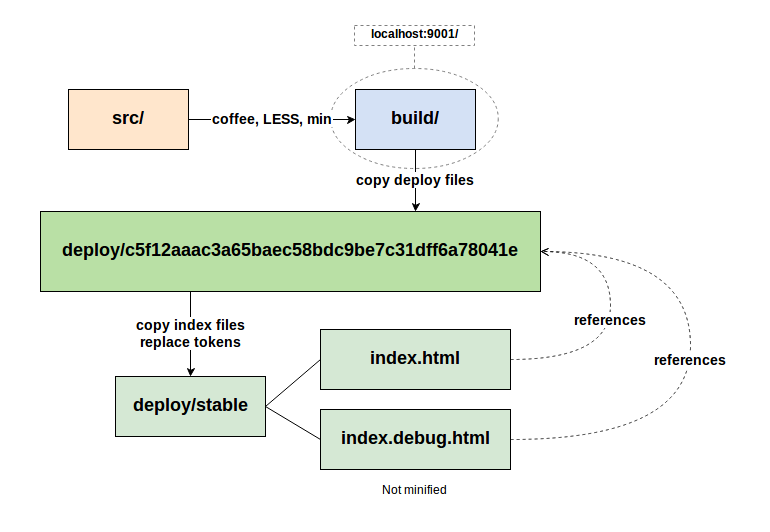 localhost:9001/
src/
coffee, LESS, min
build/
copy deploy files
deploy/c5f12aaac3a65baec58bdc9be7c31dff6a78041e
copy index files
replace tokens
references
index.html
references
deploy/stable
index.debug.html
Not minified